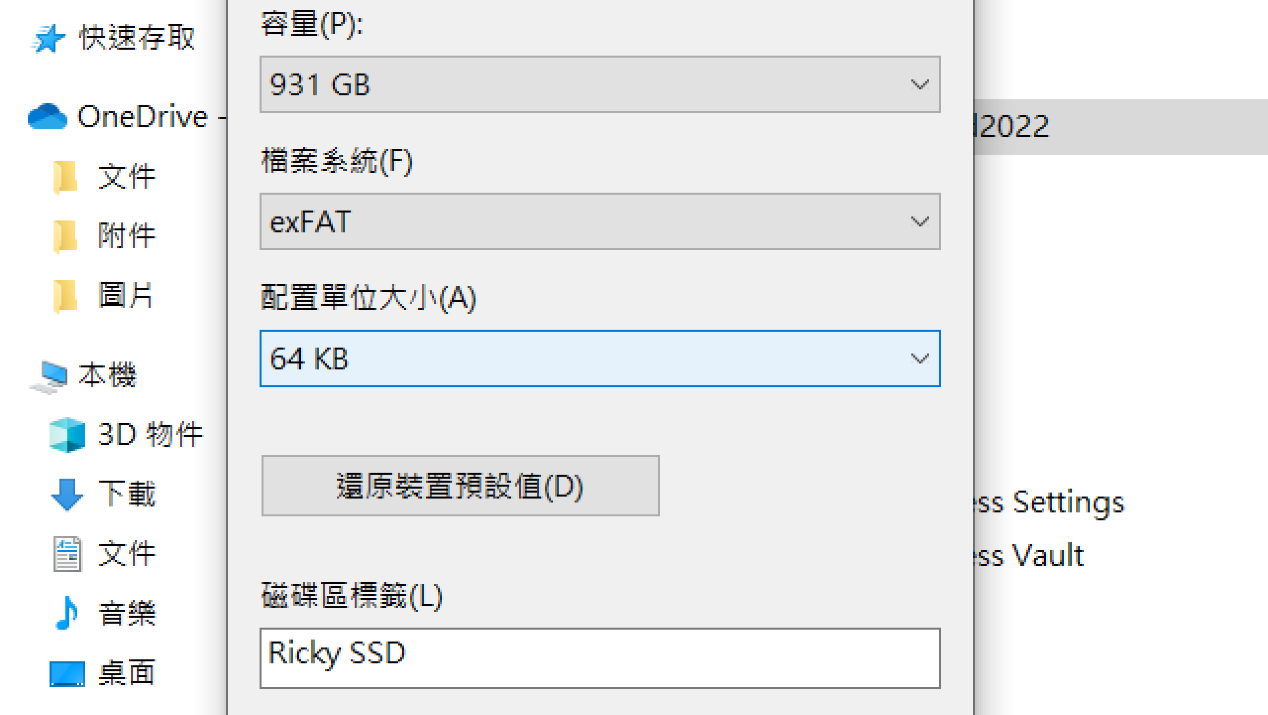 快速存取
OneDrive -
文件
附件
圖片
本機
3D 物件
下載
文件
音樂
桌面
容量(P):
931 GB
檔案系統(F)
exFAT
配置單位大小(A)
64 KB
還原裝置預設值(D)
磁碟區標籤(L)
Ricky SSD
2022
ss Settings
ss Vault